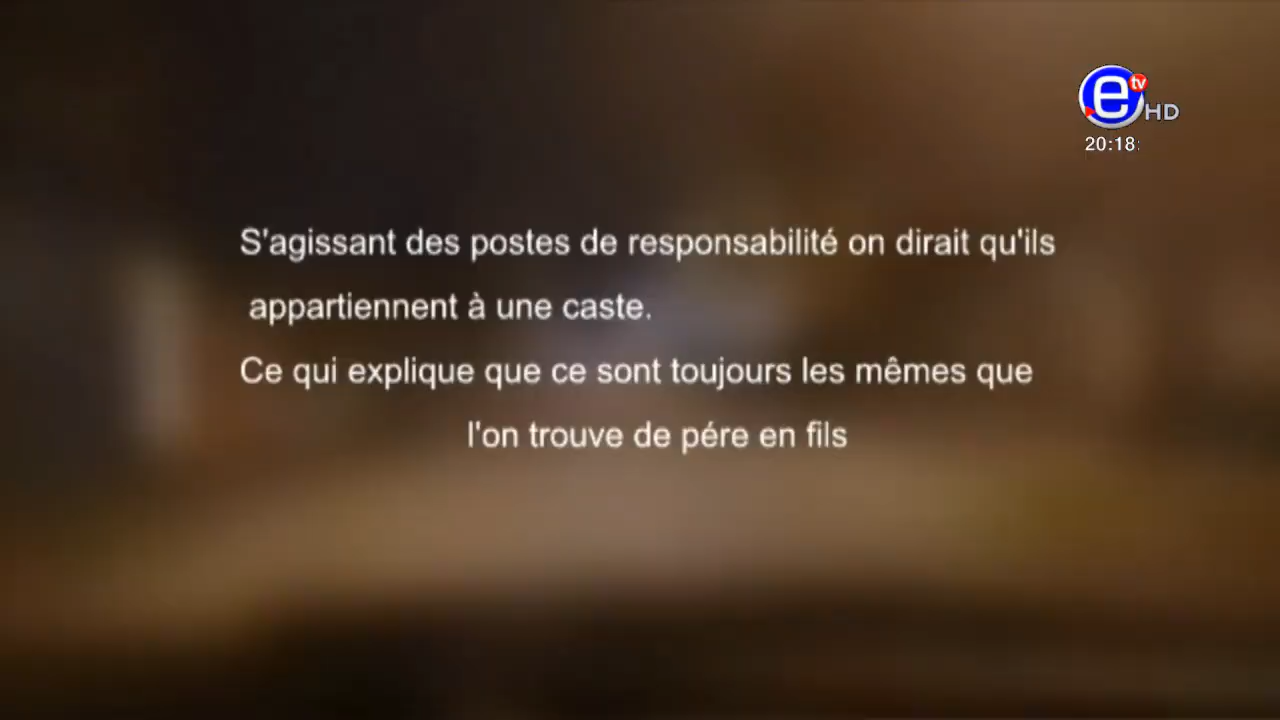 e tv HD
20:18:
S'agissant des postes de responsabilité on dirait qu'ils
appartiennent à une caste.
Ce qui explique que ce sont toujours les mêmes que
l'on trouve de pére en fils